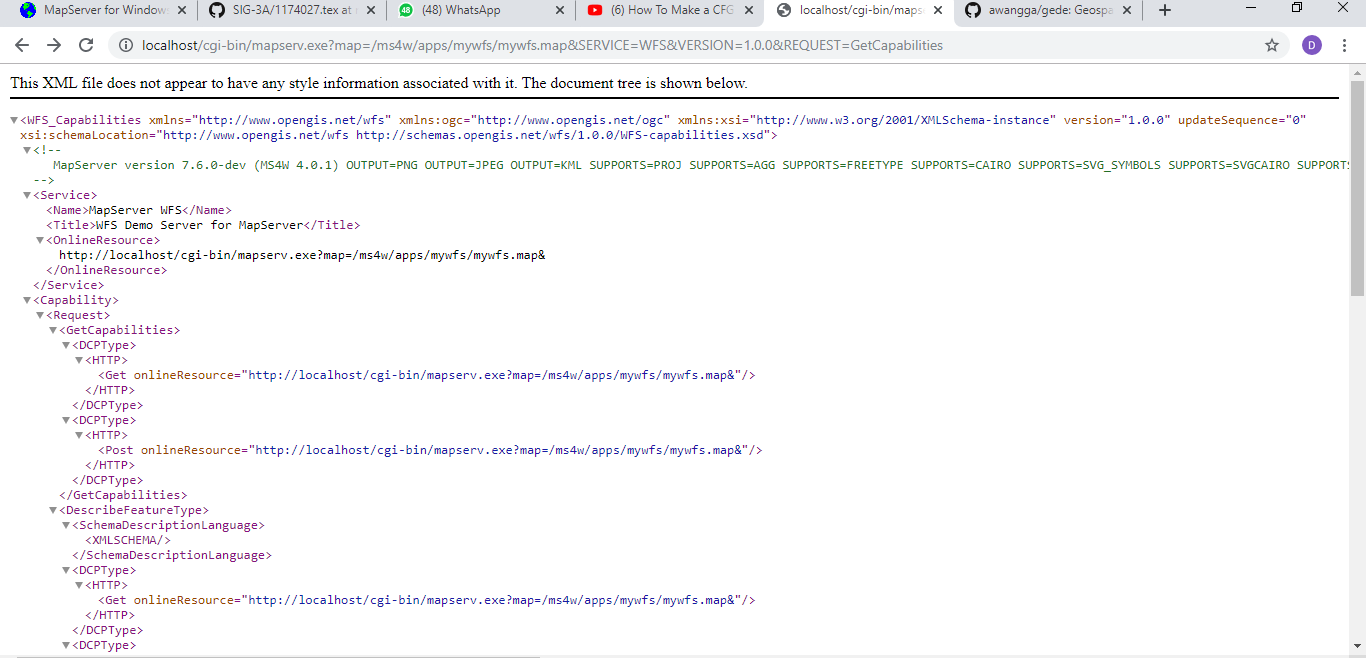 MapServer for Window
SIG-3A/1174027.tex at
(48) WhatsApp
(6) How To Make a CFG
localhost/cgi-bin/maps
awangga/gede: Geospa
localhost/cgi-bin/mapserv.exe?map=/ms4w/apps/mywfs/mywfs.map&SERVICE=WFS&VERSION=1.0.0&REQUEST=GetCapabilities
D
This XML file does not appear to have any style information associated with it. The document tree is shown below.
<WFS_Capabilities xmlns="http://www.opengis.net/wfs" xmlns:ogc="http://www.opengis.net/ogc" xmlns:xsi="http://www.w3.org/2001/XMLSchema-instance" version="1.0.0" updateSequence="0"
xsi:schemaLocation="http://www.opengis.net/wfs http://schemas.opengis.net/wfs/1.0.0/WFS-capabilities.xsd">
<!--
MapServer version 7.6.0-dev (MS4W 4.0.1) OUTPUT=PNG OUTPUT=JPEG OUTPUT=KML SUPPORTS=PROJ SUPPORTS=AGG SUPPORTS=FREETYPE SUPPORTS=CAIRO SUPPORTS=SVG_SYMBOLS SUPPORTS=SVGCAIRO SUPPORTS
-->
<Service>
<Name>MapServer WFS</Name>
<Title>WFS Demo Server for MapServer</Title>
<OnlineResource>
http://localhost/cgi-bin/mapserv.exe?map=/ms4w/apps/mywfs/mywfs.map&
</OnlineResource>
</Service>
<Capability>
<Request>
<GetCapabilities>
<DCPType>
<HTTP>
<Get onlineResource="http://localhost/cgi-bin/mapserv.exe?map=/ms4w/apps/mywfs/mywfs.map&"/>
</HTTP>
</DCPType>
<DCPType>
<HTTP>
<Post onlineResource="http://localhost/cgi-bin/mapserv.exe?map=/ms4w/apps/mywfs/mywfs.map&"/>
</HTTP>
</DCPType>
</GetCapabilities>
<DescribeFeatureType>
<SchemaDescriptionLanguage>
<XMLSCHEMA/>
</SchemaDescriptionLanguage>
<DCPType>
<HTTP>
<Get onlineResource="http://localhost/cgi-bin/mapserv.exe?map=/ms4w/apps/mywfs/mywfs.map&"/>
</HTTP>
</DCPType>
<DCPType>